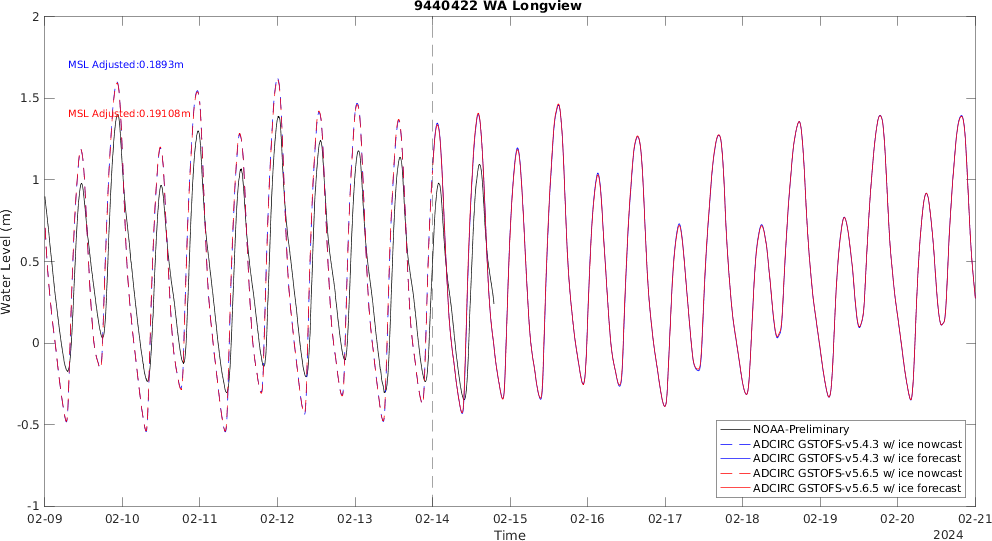 9440422 WA Longview
2
1.5
1
0.5
0
-0.5
-1
Water Level (m)
MSL Adjusted:0.1893m
MSL Adjusted:0.19108m
NOAA-Preliminary
ADCIRC GSTOFS-v5.4.3 w/ ice nowcast
ADCIRC GSTOFS-v5.4.3 w/ ice forecast
ADCIRC GSTOFS-v5.6.5 w/ ice nowcast
ADCIRC GSTOFS-v5.6.5 w/ ice forecast
02-09 02-10 02-11 02-12 02-13 02-14 02-15 02-16 02-17 02-18 02-19 02-20 02-21
Time
2024